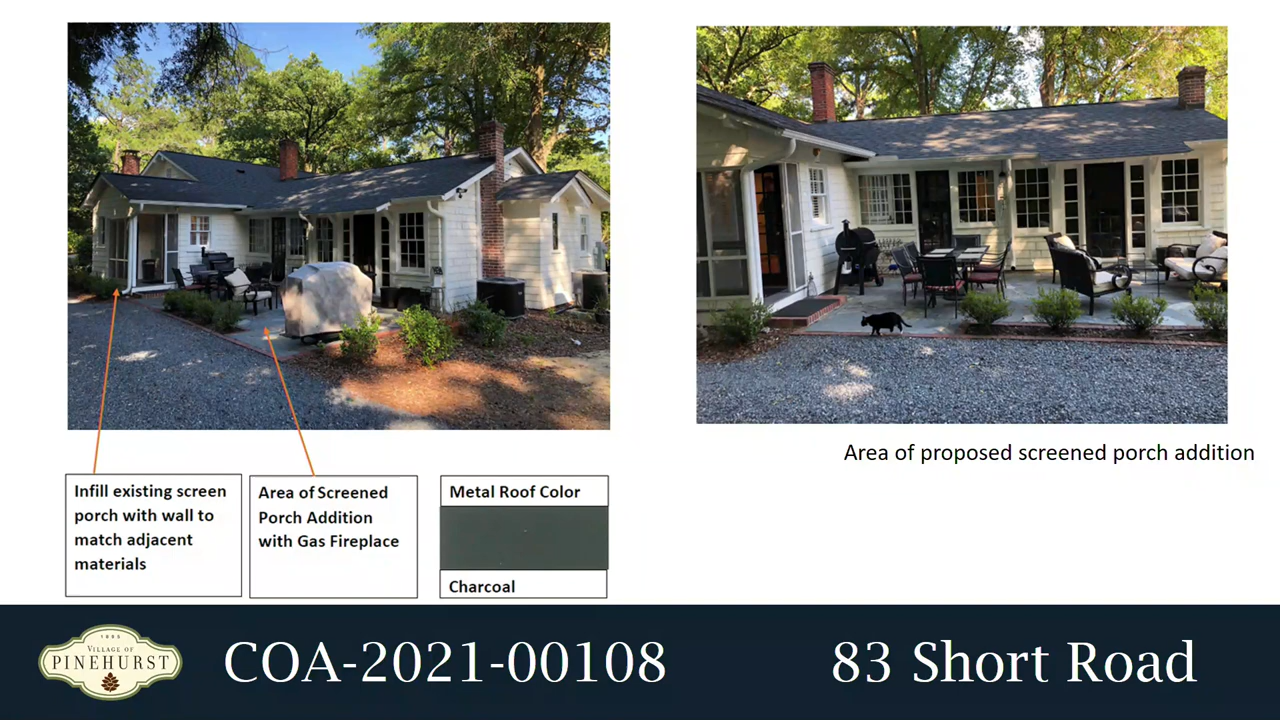 Area of proposed screened porch addition
Infill existing screen
porch with wall to
match adjacent
materials
Area of Screened
Porch Addition
with Gas Fireplace
Metal Roof Color
Charcoal
1895
VILLAGE OF
PINEHURST
COA-2021-00108
83 Short Road